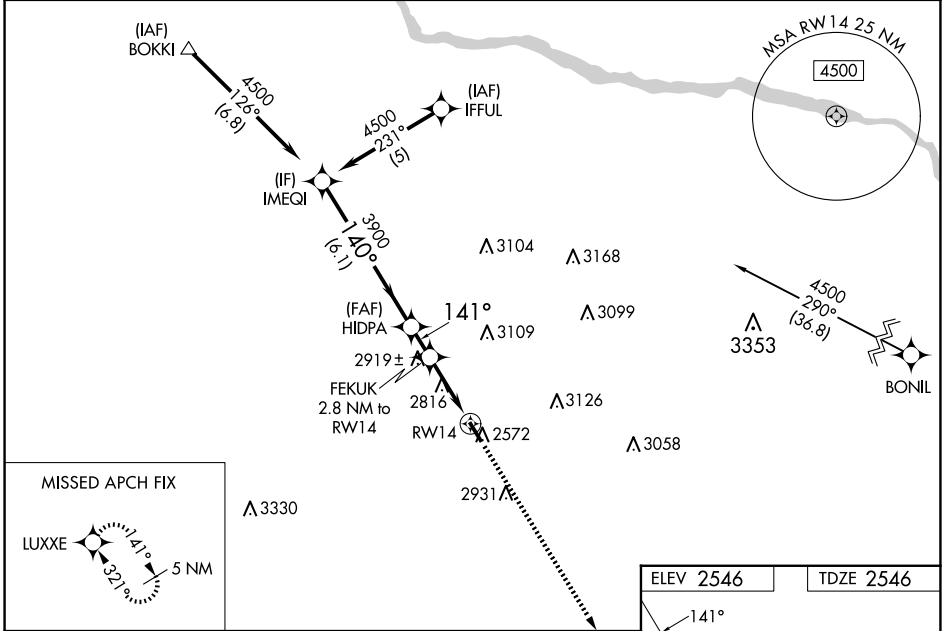 (IAF)
BOKKI
4500
126°
(6.8)
(IAF)
IFFUL
4500
231°
(5)
MSA RW14 25 NM
4500
(IF)
IMEQI
3900
140°
(6.1)
3104
3168
(FAF)
HIDPA
141°
3109
3099
4500
290°
(36.8)
3353
BONIL
2919±
FEKUK
2.8 NM to
RW14
2816
3126
RW14
2572
3058
2931
3330
MISSED APCH FIX
LUXXE
141°
321°
5 NM
ELEV 2546
TDZE 2546
141°